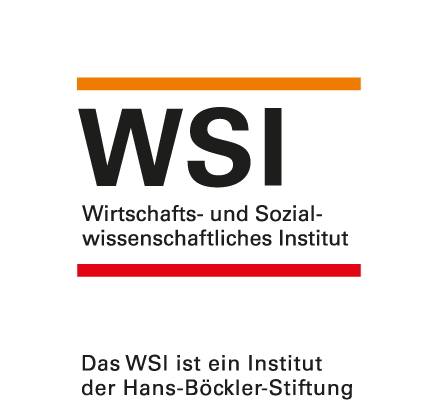 WSI
Wirtschafts- und Sozial-
wissenschaftliches Institut
Das WSI ist ein Institut
der Hans-Böckler-Stiftung